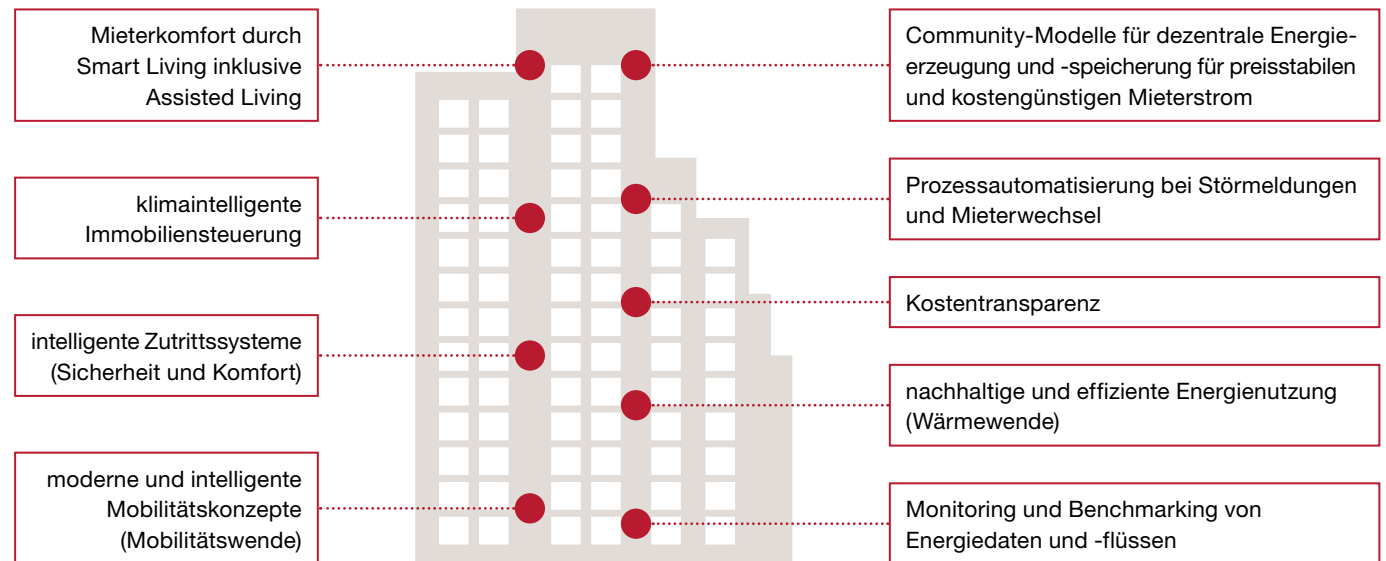 Mieterkomfort durch
Smart Living inklusive
Assisted Living
klimaintelligente
Immobiliensteuerung
intelligente Zutrittssysteme
(Sicherheit und Komfort)
moderne und intelligente
Mobilitätskonzepte
(Mobilitätswende)
Community-Modelle für dezentrale Energie-
erzeugung und -speicherung für preisstabilen
und kostengünstigen Mieterstrom
Prozessautomatisierung bei Störmeldungen
und Mieterwechsel
Kostentransparenz
nachhaltige und effiziente Energienutzung
(Wärmewende)
Monitoring und Benchmarking von
Energiedaten und -flüssen